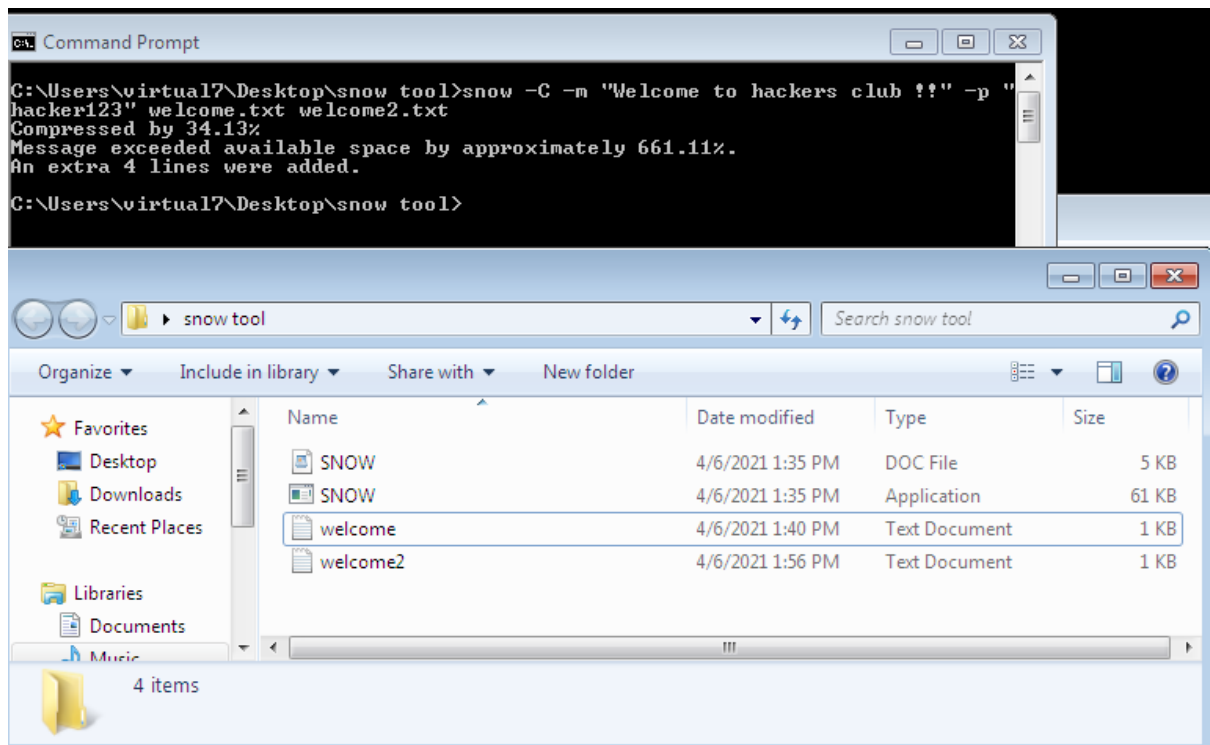 Command Prompt
C:\Users\virtual7\Desktop\snow tool>snow -C -m "Welcome to hackers club !!" -p "
hacker123" welcome.txt welcome2.txt
Compressed by 34.13%
Message exceeded available space by approximately 661.11%.
An extra 4 lines were added.
C:\Users\virtual7\Desktop\snow tool>
snow tool
Search snow tool
Organize
Include in library
Share with
New folder
Name
Date modified
Type
Size
Favorites
Desktop
Downloads
Recent Places
Libraries
Documents
Music
SNOW 4/6/2021 1:35 PM DOC File 5 KB
SNOW 4/6/2021 1:35 PM Application 61 KB
welcome 4/6/2021 1:40 PM Text Document 1 KB
welcome2 4/6/2021 1:56 PM Text Document 1 KB
4 items